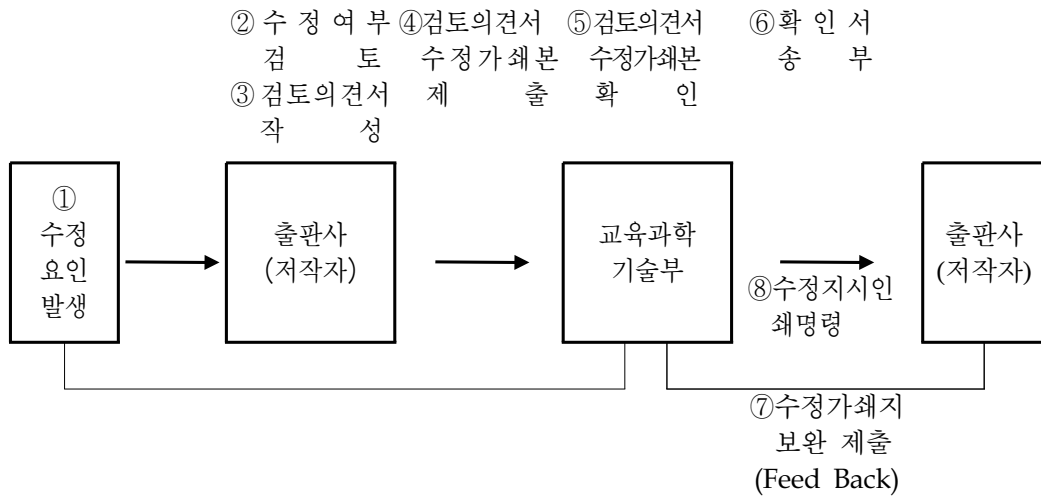 ② 수 정 여 부
검 토
③ 검토의견서
작 성
④검토의견서
수정가쇄본
제 출
⑤검토의견서
수정가쇄본
확 인
⑥확 인 서
송 부
①
수정
요인
발생
출판사
(저작자)
교육과학
기술부
출판사
(저작자)
⑧수정지시인
쇄명령
⑦수정가쇄지
보완 제출
(Feed Back)